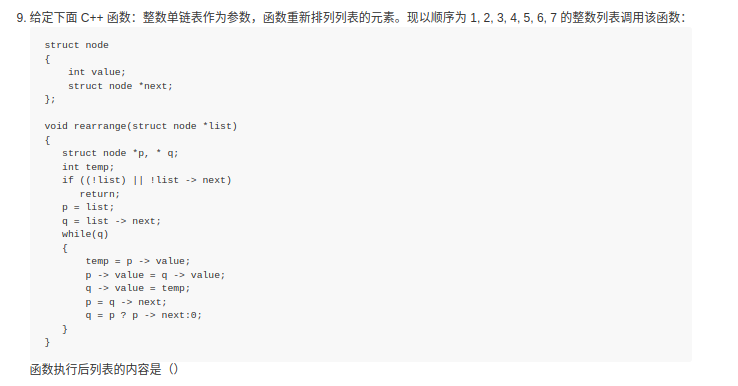 9. 给定下面 C++ 函数：整数单链表作为参数，函数重新排列列表的元素。现以顺序为 1, 2, 3, 4, 5, 6, 7 的整数列表调用该函数：
struct node
{
    int value;
    struct node *next;
};

void rearrange(struct node *list)
{
   struct node *p, * q;
   int temp;
   if ((!list) || !list -> next)
      return;
   p = list;
   q = list -> next;
   while(q)
   {
       temp = p -> value;
       p -> value = q -> value;
       q -> value = temp;
       p = q -> next;
       q = p ? p -> next:0;
   }
}
函数执行后列表的内容是（）